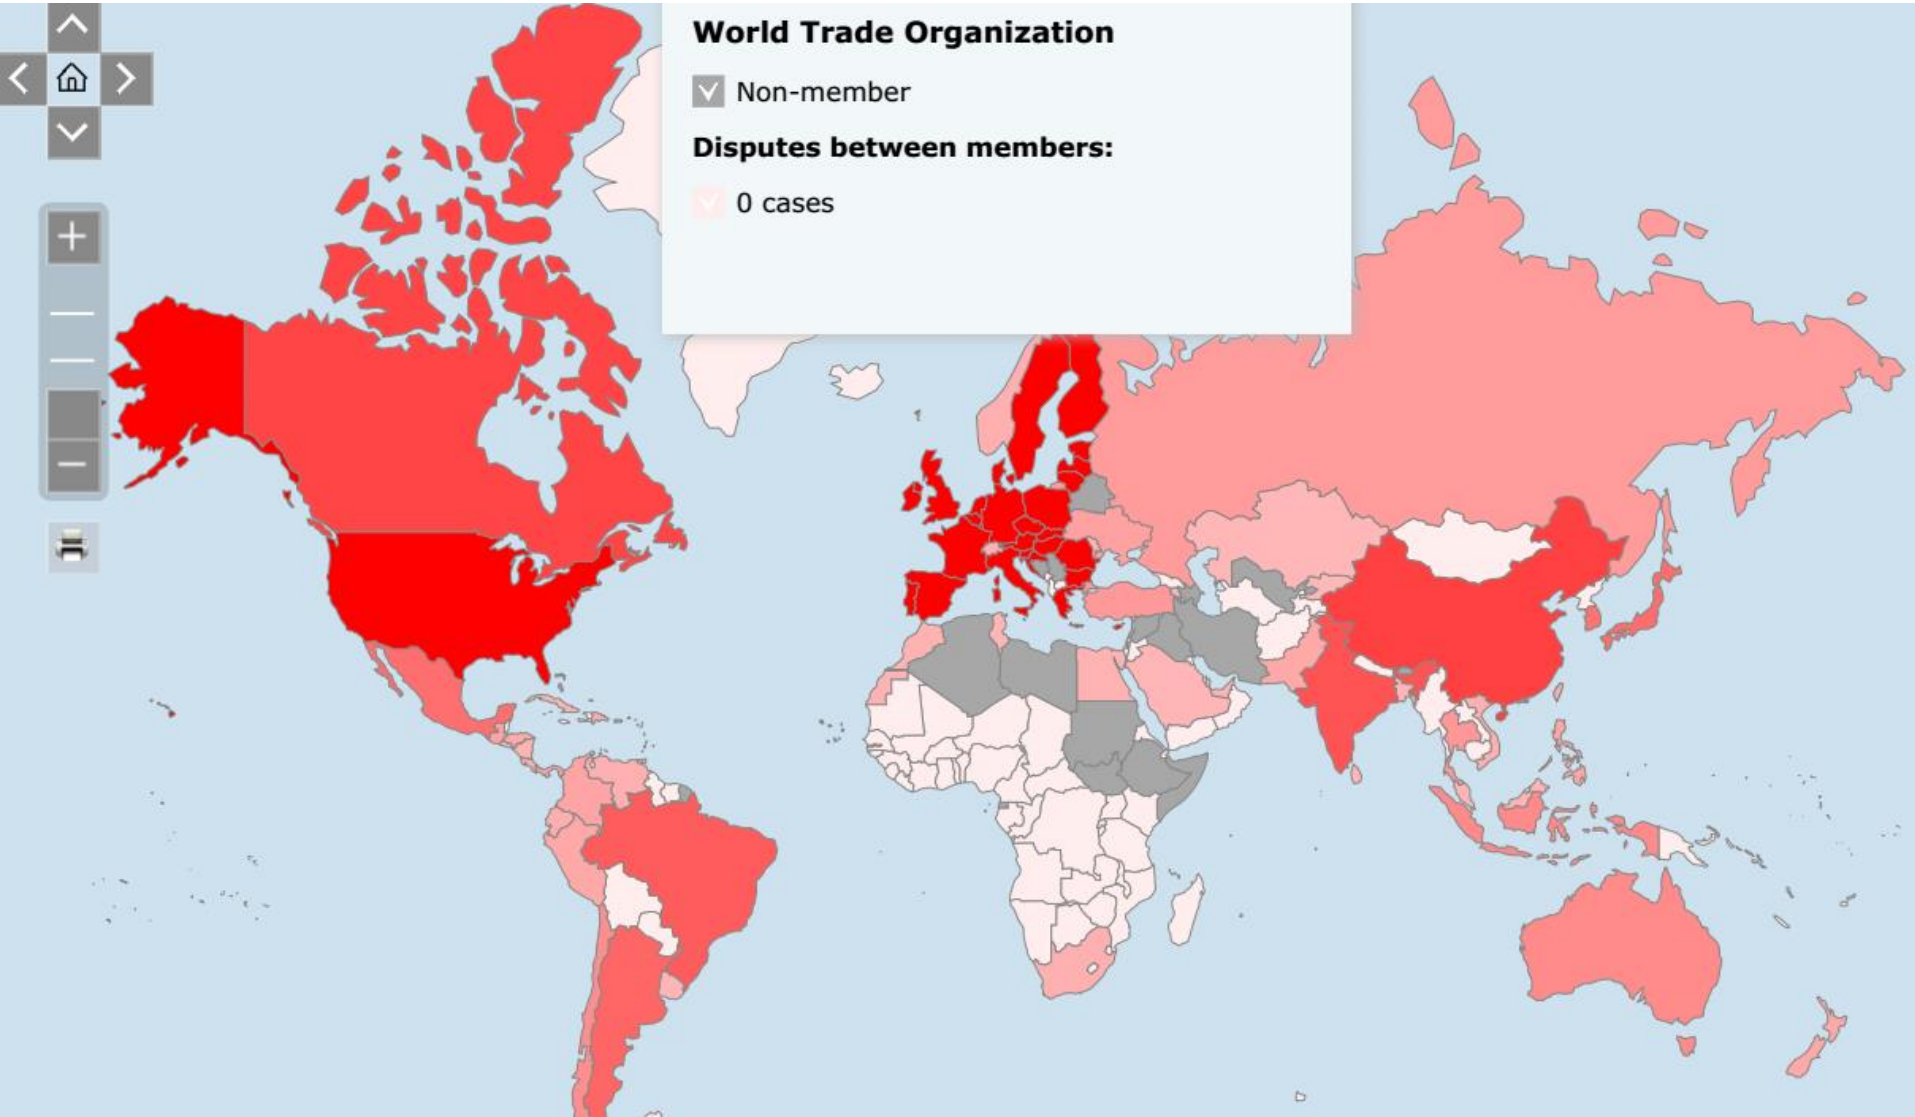 World Trade Organization
Non-member
Disputes between members:
0 cases